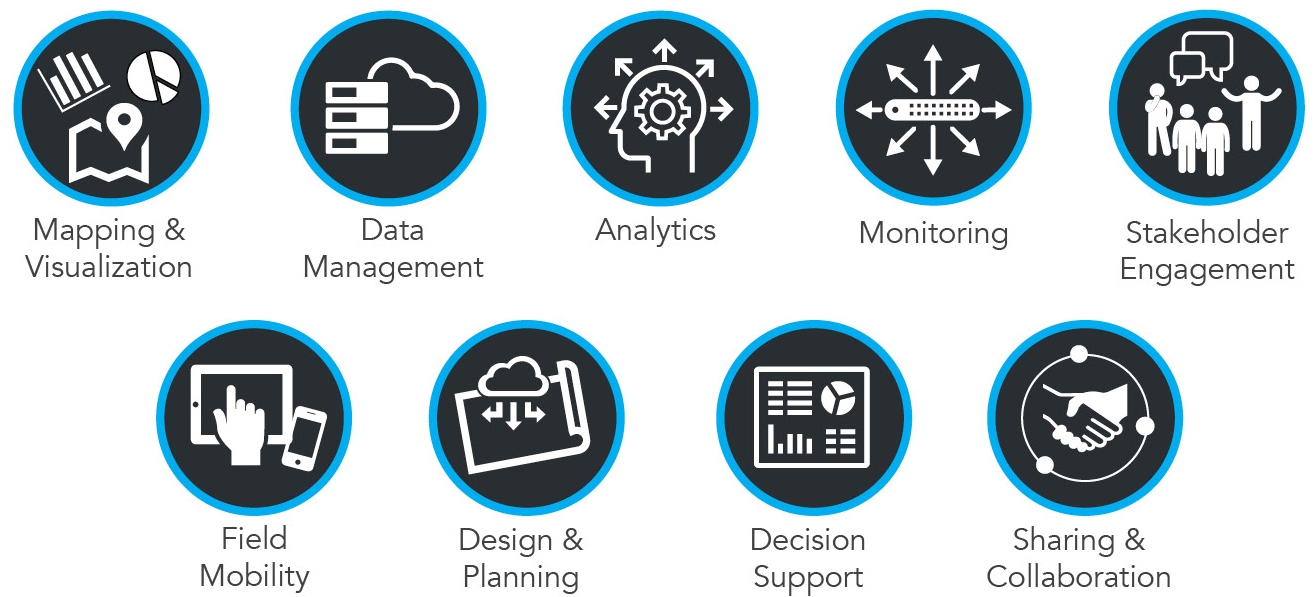 Mapping &
Visualization
Data
Management
Analytics
Monitoring
Stakeholder
Engagement
Field
Mobility
Design &
Planning
Decision
Support
Sharing &
Collaboration